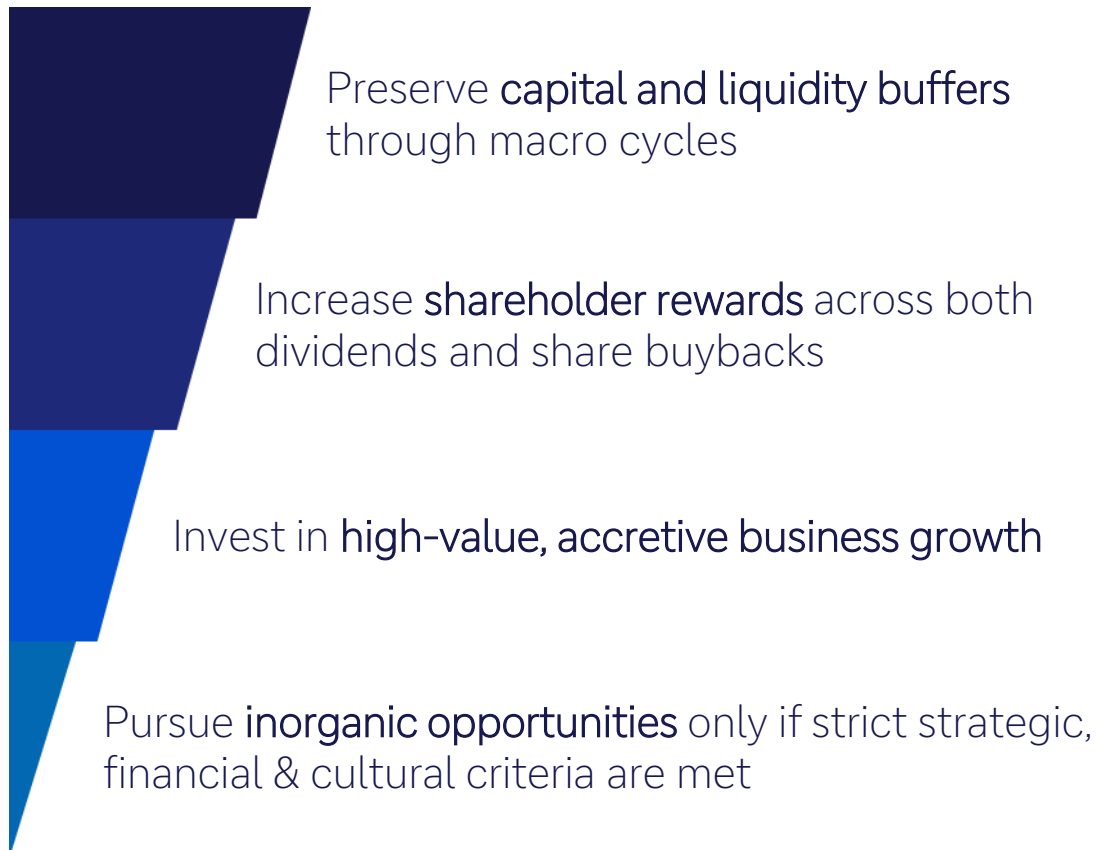 Preserve capital and liquidity buffers
through macro cycles
Increase shareholder rewards across both
dividends and share buybacks
Invest in high-value, accretive business growth
Pursue inorganic opportunities only if strict strategic,
financial & cultural criteria are met